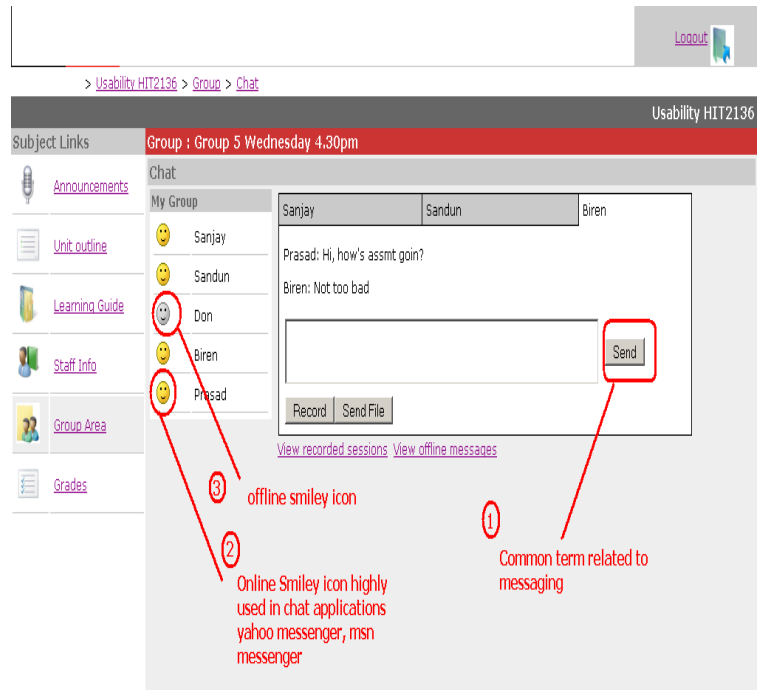 Logout
> Usability HIT2136 > Group > Chat
Usability HIT2136
Subject Links
Group : Group 5 Wednesday 4.30pm
Announcements
Unit outline
Learning Guide
Staff Info
Group Area
Grades
Chat
My Group
Sanjay
Sandun
Don
Biren
Prasad
Sanjay Sandun Biren
Prasad: Hi, how's assmt goin?
Biren: Not too bad
Send
Record Send File
View recorded sessions View offline messages
3
offline smiley icon
1
Common term related to
messaging
2
Online Smiley icon highly
used in chat applications
yahoo messenger, msn
messenger